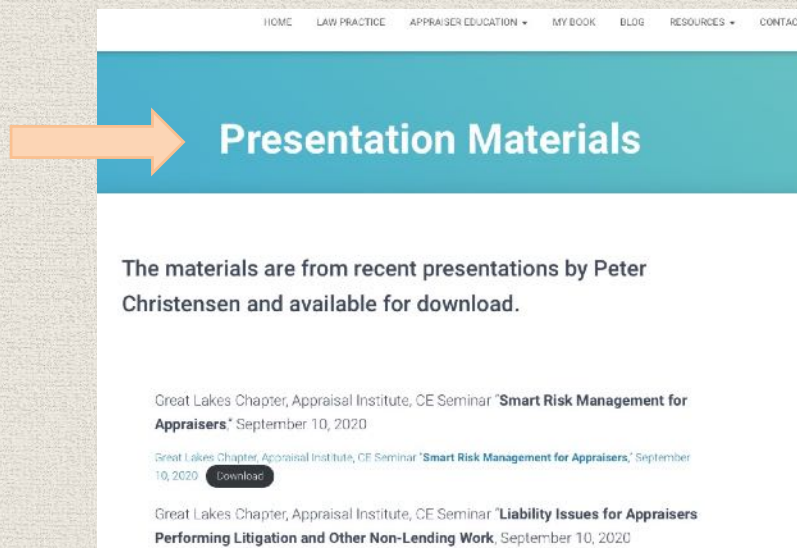 HOME LAW PRACTICE APPRAISER EDUCATION MY BOOK BLOG RESOURCES CONTAC
Presentation Materials
The materials are from recent presentations by Peter
Christensen and available for download.
Great Lakes Chapter, Appraisal Institute, CE Seminar "Smart Risk Management for
Appraisers," September 10, 2020
Great Lakes Chapter, Appraisal Institute, CE Seminar "Smart Risk Management for Appraisers," September
10, 2020 Download
Great Lakes Chapter, Appraisal Institute, CE Seminar "Liability Issues for Appraisers
Performing Litigation and Other Non-Lending Work, September 10, 2020